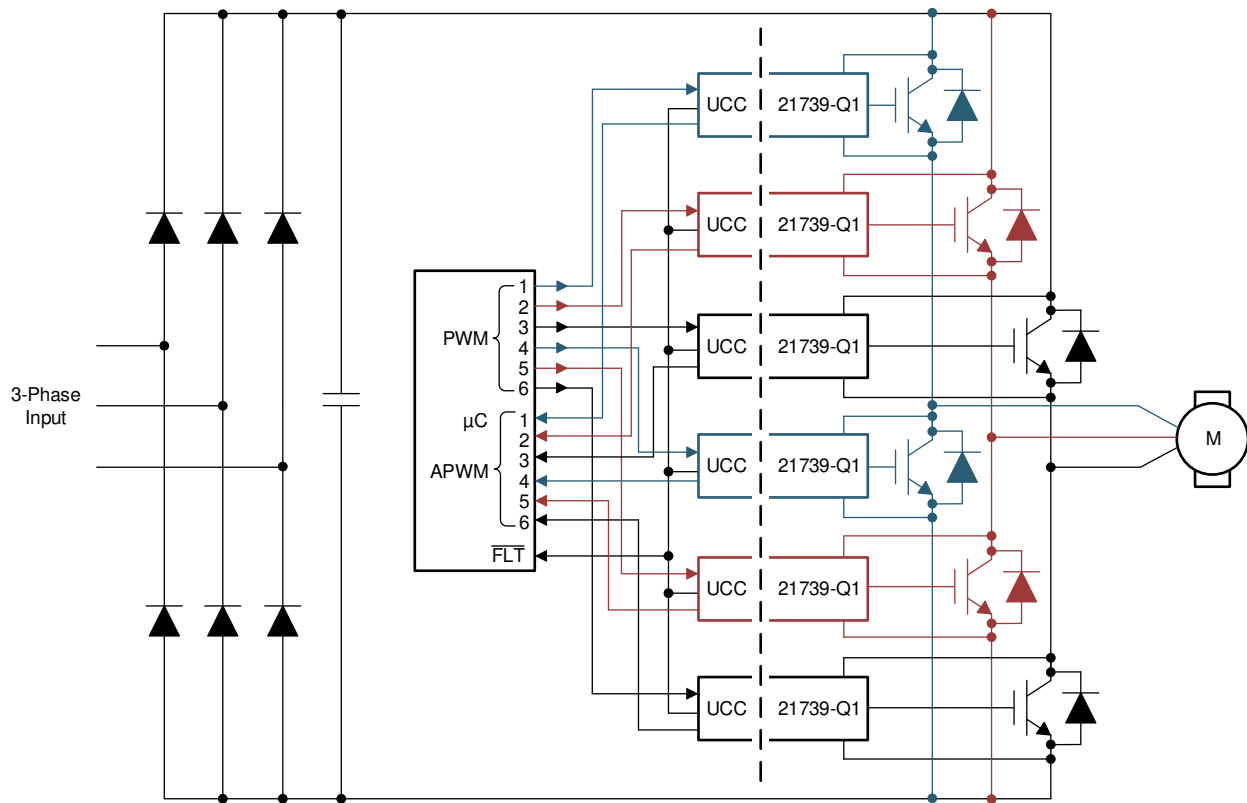 UCC 21739-Q1
UCC 21739-Q1
1
2
PWM 3
4
5
6
UCC 21739-Q1
3-Phase
Input
µC 1
2
APWM 3
4
5
6
M
UCC 21739-Q1
FLT
UCC 21739-Q1
UCC 21739-Q1